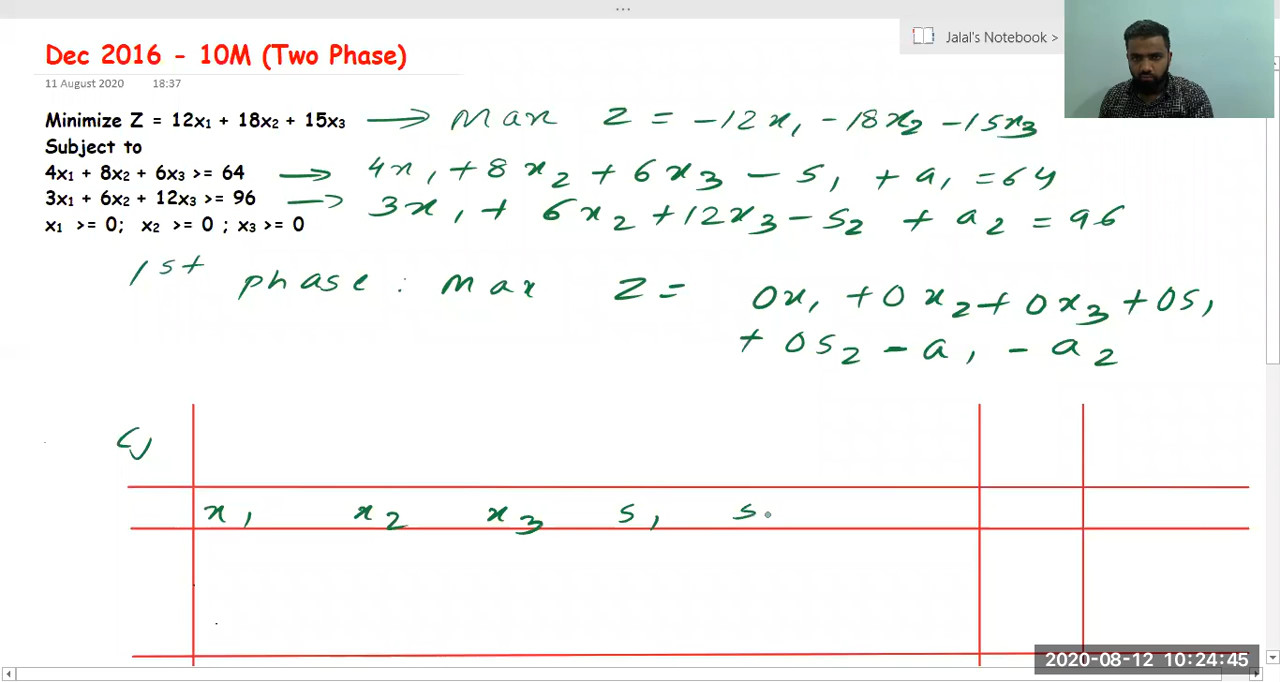 Jalal's Notebook >
Dec 2016 - 10M (Two Phase)
11 August 2020 18:37
Minimize Z = 12x₁ + 18x₂ + 15x₃ → Max Z = -12x₁ - 18x₂ - 15x₃
Subject to
4x₁ + 8x₂ + 6x₃ >= 64 → 4x₁ + 8x₂ + 6x₃ - s₁ + a₁ = 64
3x₁ + 6x₂ + 12x₃ >= 96 → 3x₁ + 6x₂ + 12x₃ - s₂ + a₂ = 96
x₁ >= 0; x₂ >= 0 ; x₃ >= 0
1st phase : Max Z = 0x₁ + 0x₂ + 0x₃ + 0s₁
+ 0s₂ - a₁ - a₂
Cj
x₁ x₂ x₃ s₁ s
2020-08-12 10:24:45